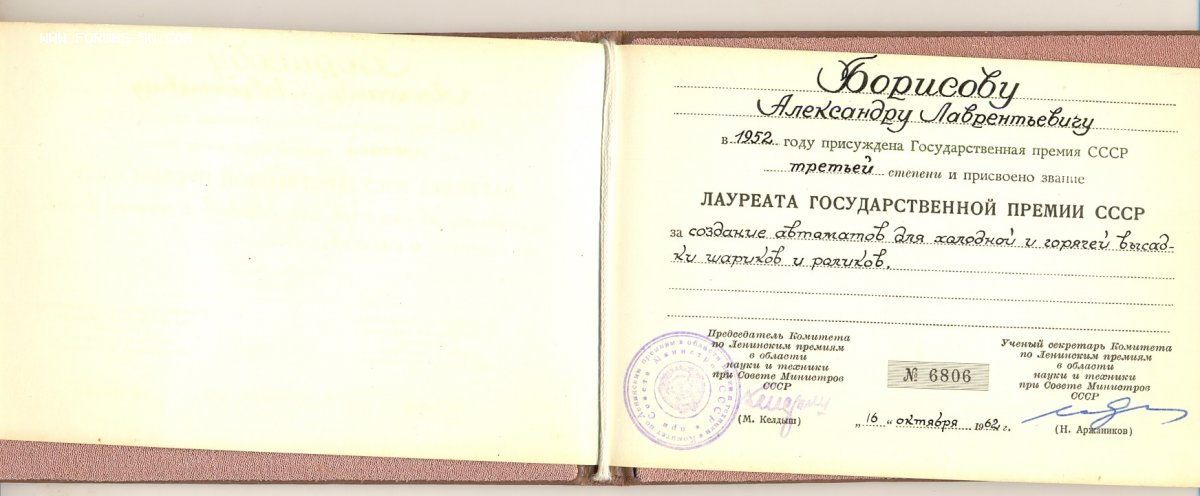 Борисову
Александру Лаврентьевичу
в 1952 году присуждена Государственная премия СССР
третьей степени и присвоено звание
ЛАУРЕАТА ГОСУДАРСТВЕННОЙ ПРЕМИИ СССР
за создание автоматов для холодной и горячей высад-
ки шариков и роликов.
Председатель Комитета
по Ленинским премиям
в области
науки и техники
при Совете Министров
СССР
(М. Келдыш)
№ 6806
„16 “ октября 1962 г.
Ученый секретарь Комитета
по Ленинским премиям
в области
науки и техники
при Совете Министров
СССР
(Н. Аржаников)